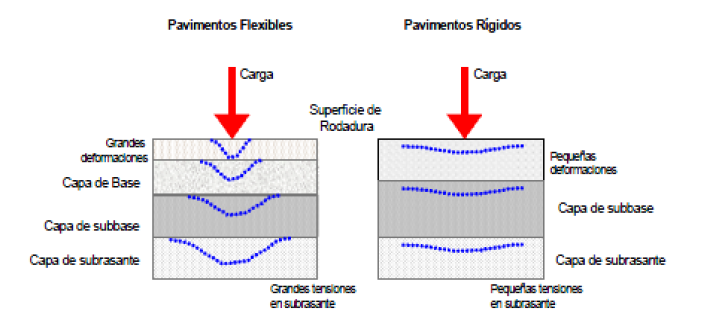 Pavimentos Flexibles
Pavimentos Rígidos
Carga
Carga
Superficie de
Rodadura
Grandes
deformaciones
Capa de Base
Capa de subbase
Capa de subrasante
Grandes tensiones
en subrasante
Pequeñas
deformaciones
Capa de subbase
Capa de subrasante
Pequeñas tensiones
en subrasante